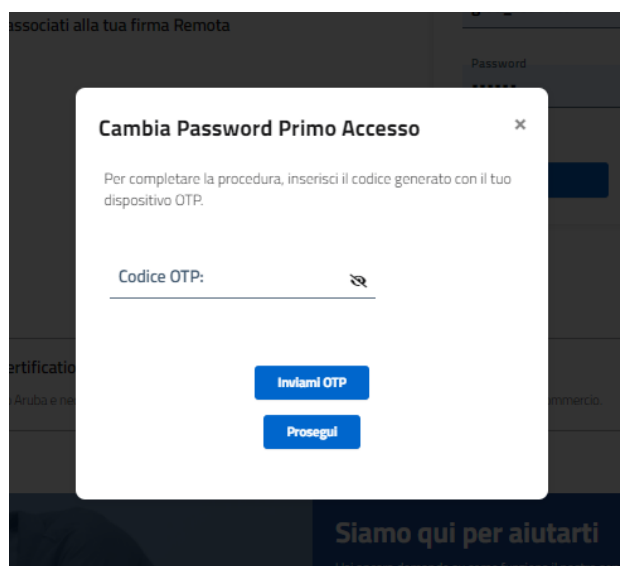 associati alla tua firma Remota
Password
Cambia Password Primo Accesso
×
Per completare la procedura, inserisci il codice generato con il tuo
dispositivo OTP.
Codice OTP:
Inviami OTP
Prosegui
ertificatio
Aruba e ne
ommercio.
Siamo qui per aiutarti